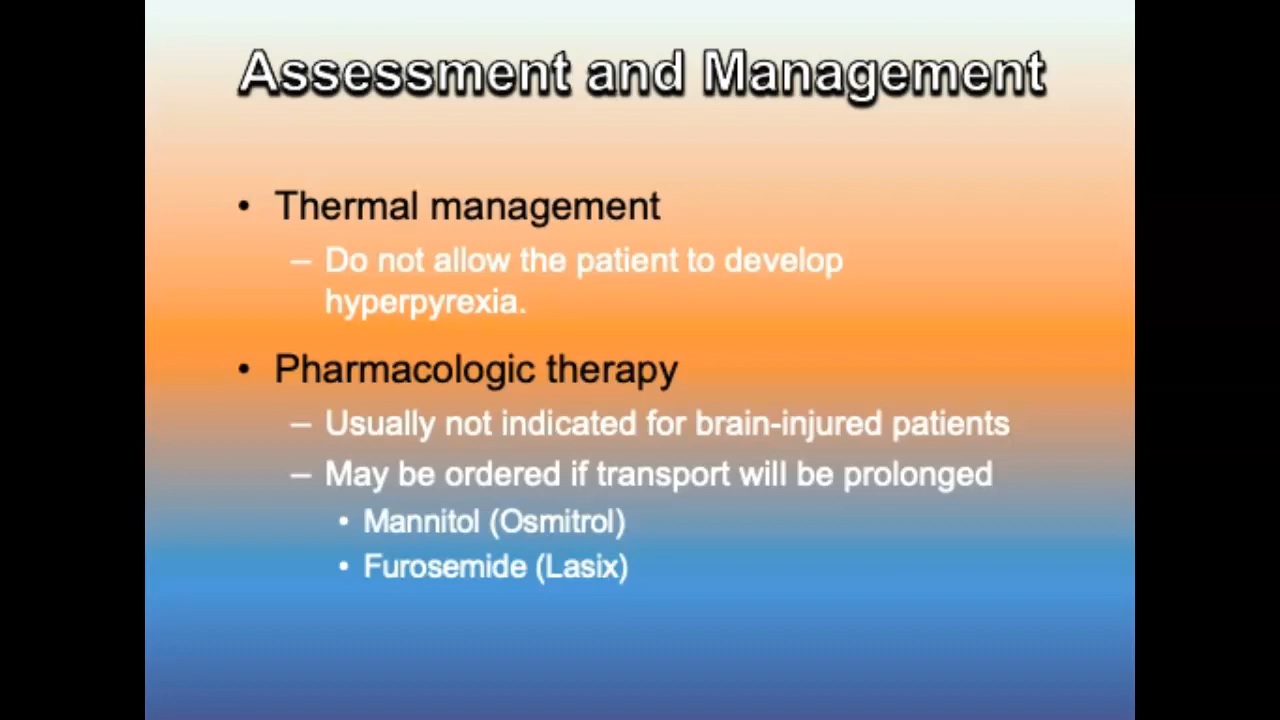 Assessment and Management
• Thermal management
– Do not allow the patient to develop
hyperpyrexia.
• Pharmacologic therapy
– Usually not indicated for brain-injured patients
– May be ordered if transport will be prolonged
• Mannitol (Osmitrol)
• Furosemide (Lasix)